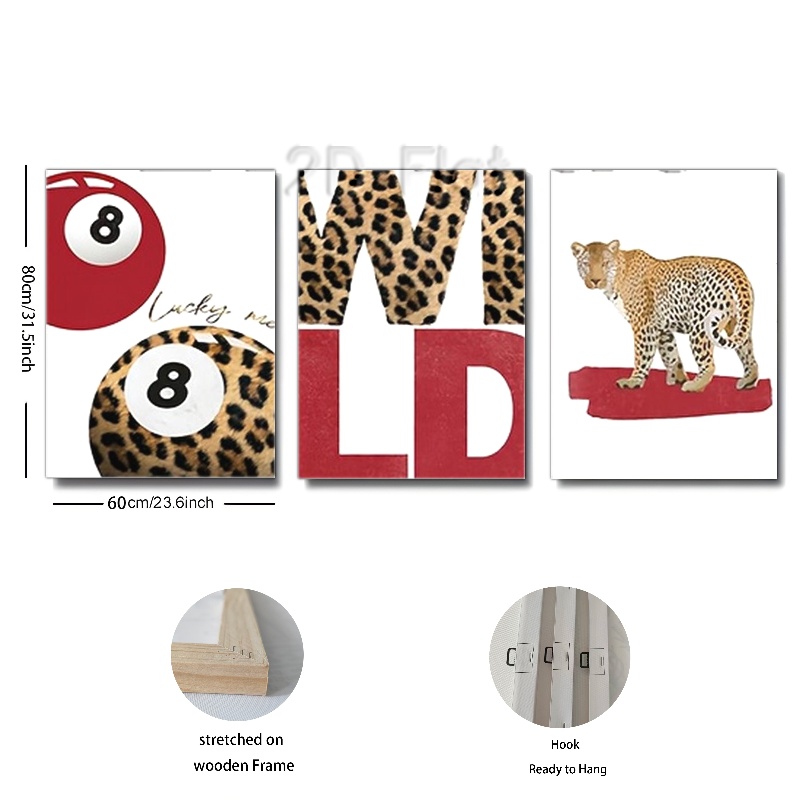 2D Flat
8
Lucky me
8
WI
LD
80cm/31.5inch
60cm/23.6inch
stretched on
wooden Frame
Hook
Ready to Hang